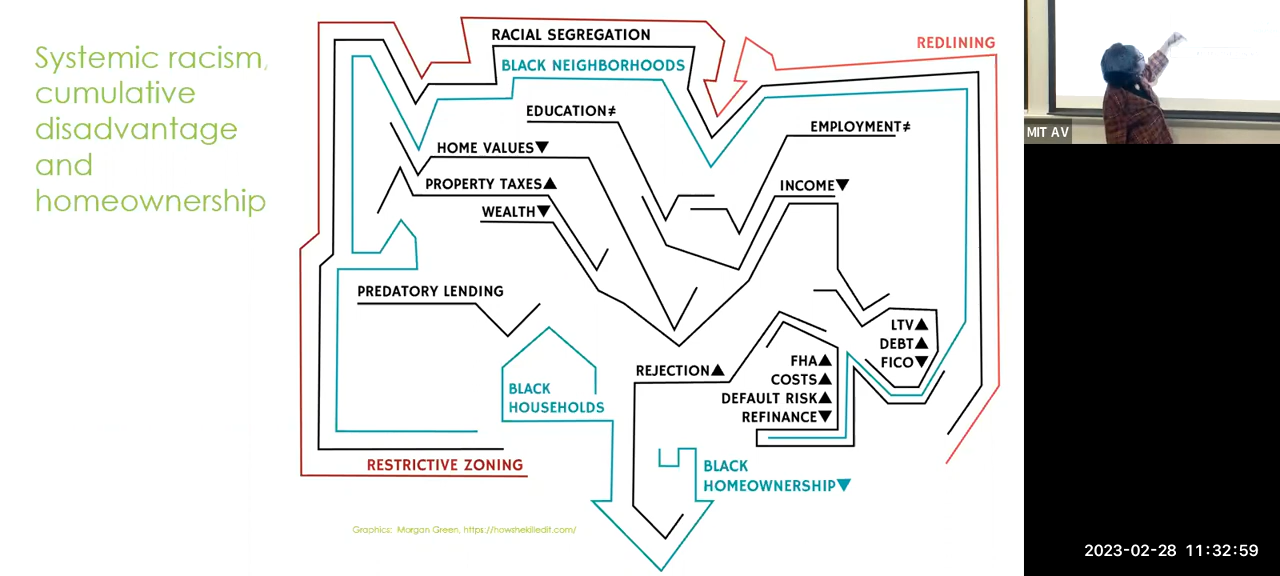 Systemic racism,
cumulative
disadvantage
and
homeownership
RACIAL SEGREGATION
REDLINING
BLACK NEIGHBORHOODS
EDUCATION≠
EMPLOYMENT≠
HOME VALUES▼
PROPERTY TAXES▲
INCOME▼
WEALTH▼
PREDATORY LENDING
LTV▲
DEBT▲
FICO▼
REJECTION▲
FHA▲
COSTS▲
DEFAULT RISK▲
REFINANCE▼
BLACK
HOUSEHOLDS
RESTRICTIVE ZONING
BLACK
HOMEOWNERSHIP▼
Graphics: Morgan Green, https://howshekilledit.com/
MIT AV
2023-02-28 11:32:59